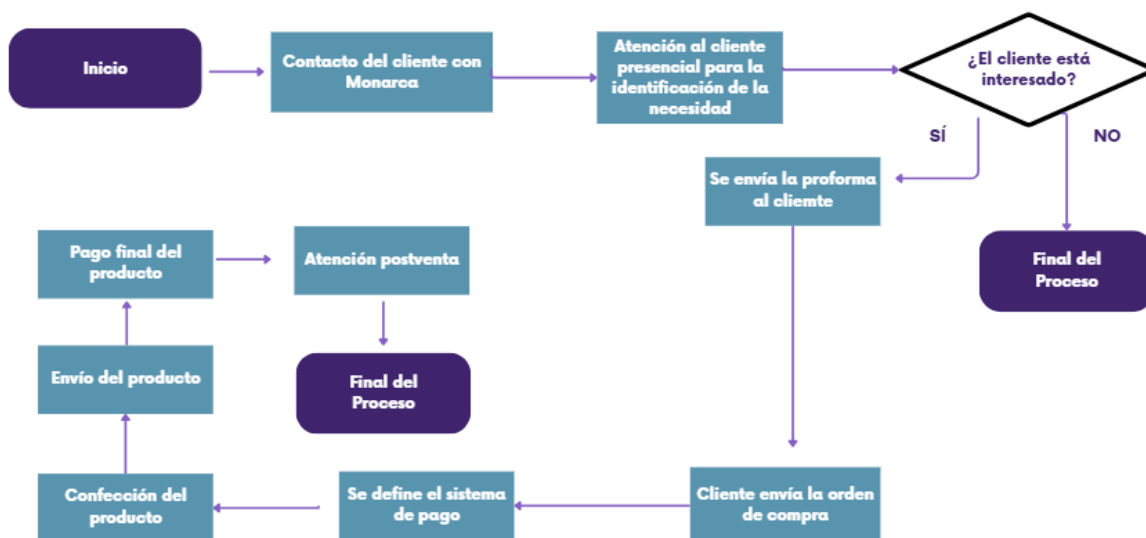 Inicio
Contacto del cliente con
Monarca
Atención al cliente
presencial para la
identificación de la
necesidad
¿El cliente está
interesado?
SÍ
NO
Se envía la proforma
al cliemte
Final del
Proceso
Cliente envía la orden
de compra
Se define el sistema
de pago
Confección del
producto
Envío del producto
Pago final del
producto
Atención postventa
Final del
Proceso